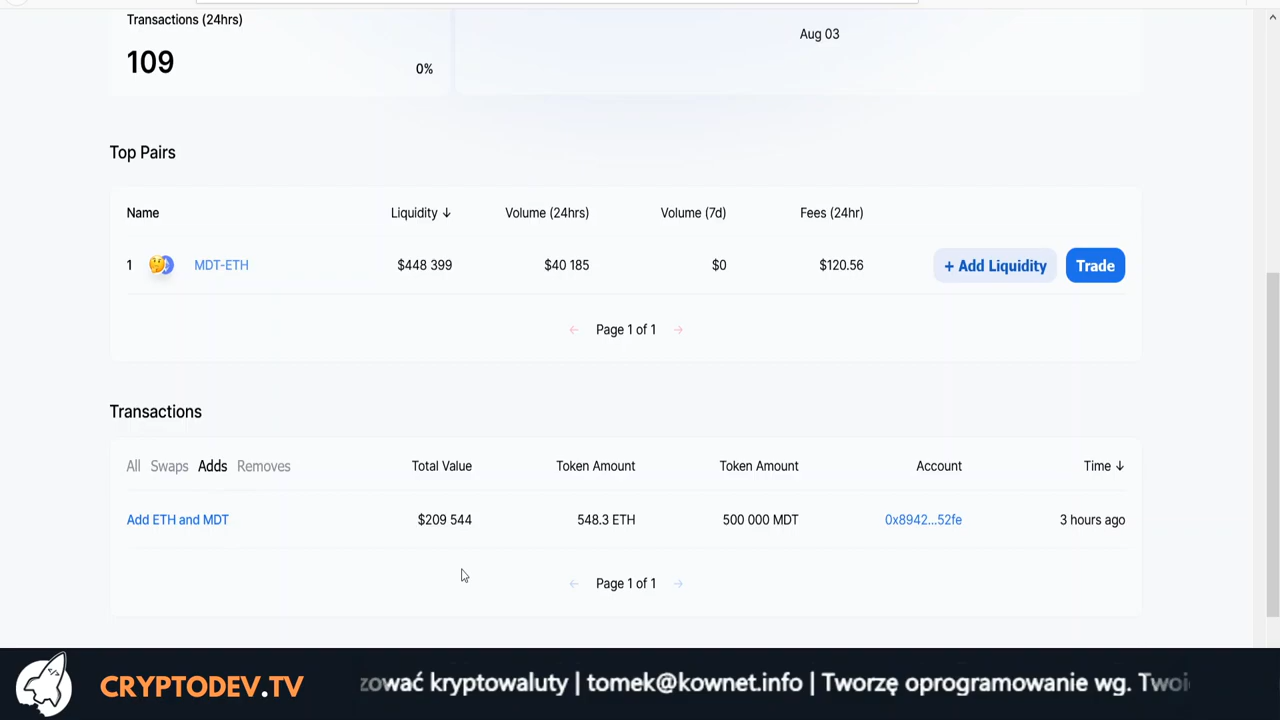 Transactions (24hrs)
109
0%
Aug 03
Top Pairs
Name Liquidity ↓ Volume (24hrs) Volume (7d) Fees (24hr)
1 MDT-ETH $448 399 $40 185 $0 $120.56 + Add Liquidity Trade
← Page 1 of 1 →
Transactions
All Swaps Adds Removes Total Value Token Amount Token Amount Account Time ↓
Add ETH and MDT $209 544 548.3 ETH 500 000 MDT 0x8942...52fe 3 hours ago
← Page 1 of 1 →
CRYPTODEV.TV
zować kryptowaluty | tomek@kownet.info | Tworzę oprogramowanie wg. Twoi